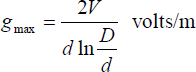 g_max = 2V / (d ln (D/d)) volts/m